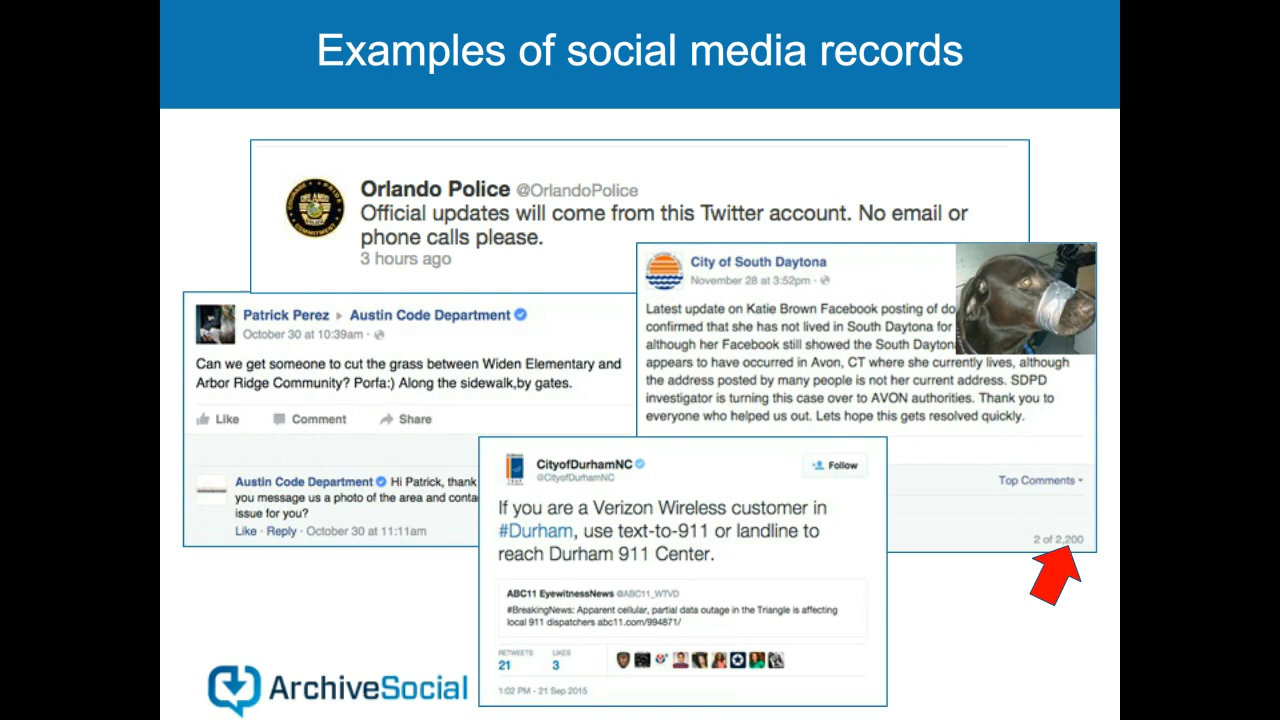 Examples of social media records
Orlando Police @OrlandoPolice
Official updates will come from this Twitter account. No email or
phone calls please.
3 hours ago
Patrick Perez Austin Code Department
October 30 at 10:39am ·
Can we get someone to cut the grass between Widen Elementary and
Arbor Ridge Community? Porfa:) Along the sidewalk,by gates.
Like Comment Share
Austin Code Department Hi Patrick, thank
you message us a photo of the area and conta
issue for you?
Like · Reply · October 30 at 11:11am
City of South Daytona
November 28 at 3:52pm ·
Latest update on Katie Brown Facebook posting of do
confirmed that she has not lived in South Daytona for
although her Facebook still showed the South Dayton
appears to have occurred in Avon, CT where she currently lives, although
the address posted by many people is not her current address. SDPD
investigator is turning this case over to AVON authorities. Thank you to
everyone who helped us out. Lets hope this gets resolved quickly.
Top Comments
2 of 2,200
CityofDurhamNC
@CityofDurhamNC
Follow
If you are a Verizon Wireless customer in
#Durham, use text-to-911 or landline to
reach Durham 911 Center.
ABC11 EyewitnessNews @ABC11_WTVD
#BreakingNews: Apparent cellular, partial data outage in the Triangle is affecting
local 911 dispatchers abc11.com/994871/
RETWEETS LIKES
21 3
1:02 PM - 21 Sep 2015
ArchiveSocial